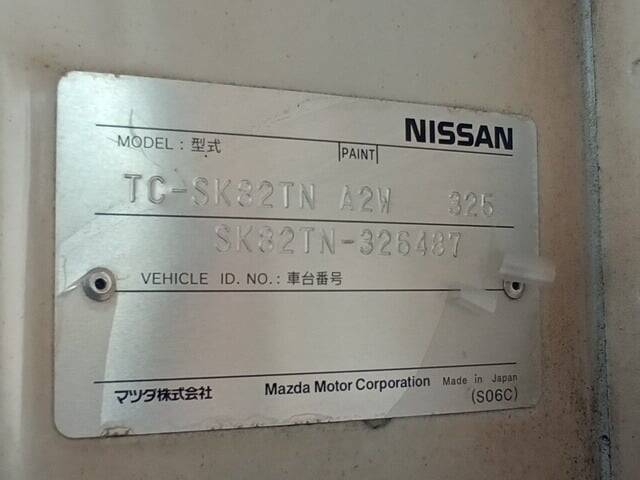 NISSAN
MODEL : 型式 PAINT
TC-SK82TN A2W 325
SK82TN-326487
VEHICLE ID. NO. : 車台番号
マツダ株式会社 Mazda Motor Corporation Made in Japan
(S06C)